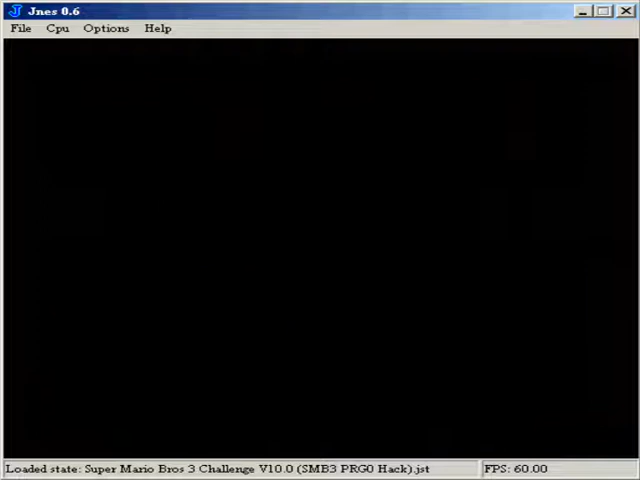 Jnes 0.6
File Cpu Options Help
Loaded state: Super Mario Bros 3 Challenge V10.0 (SMB3 PRG0 Hack).jst FPS: 60.00